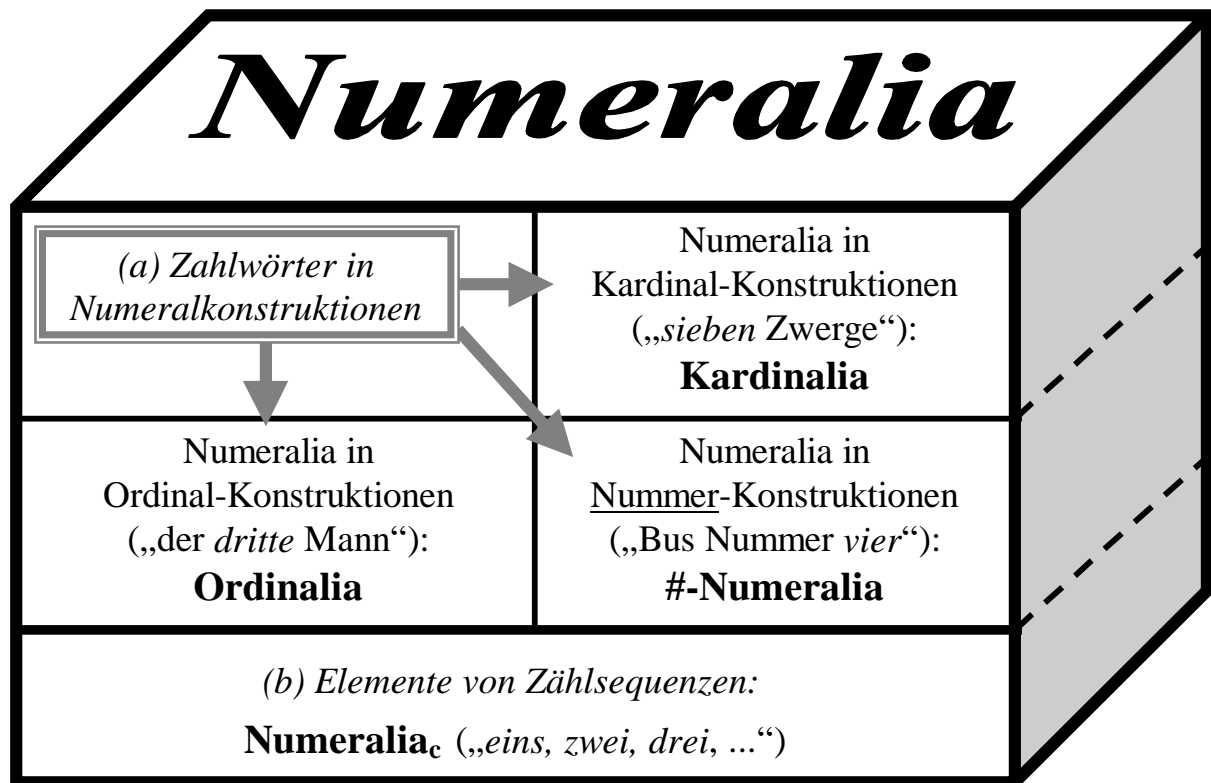 Numeralia
(a) Zahlwörter in
Numeralkonstruktionen
Numeralia in
Kardinal-Konstruktionen
(„sieben Zwerge“):
Kardinalia
Numeralia in
Ordinal-Konstruktionen
(„der dritte Mann“):
Ordinalia
Numeralia in
Nummer-Konstruktionen
(„Bus Nummer vier“):
#-Numeralia
(b) Elemente von Zählsequenzen:
Numeraliac („eins, zwei, drei, ...“)